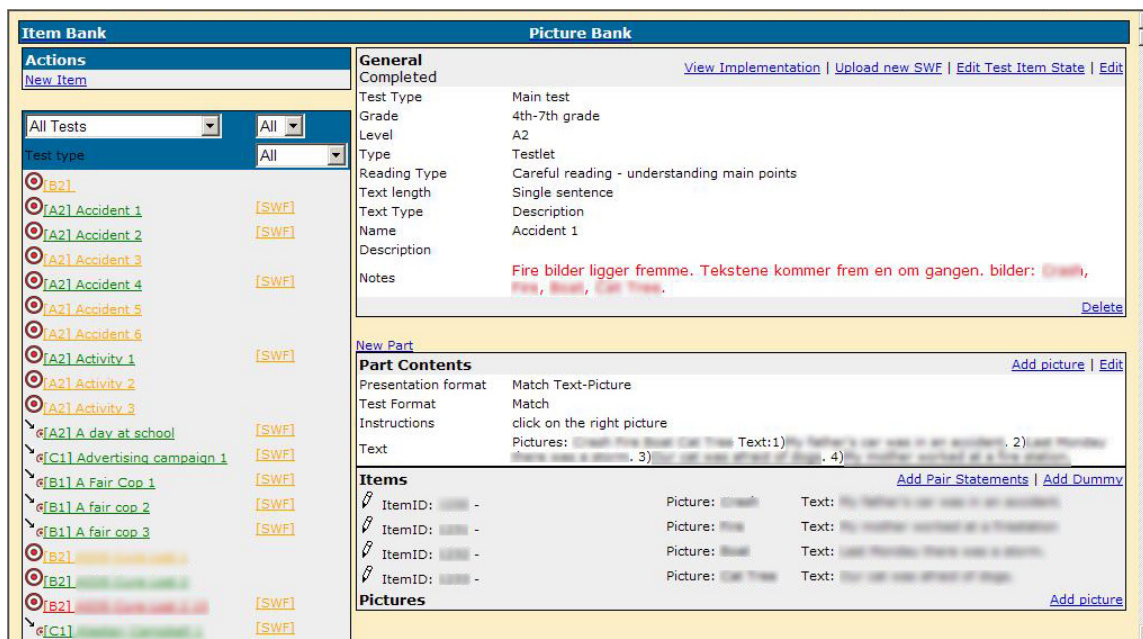 Item Bank
Picture Bank
Actions
New Item
All Tests
All
Test type
All
[B2]
[A2] Accident 1 [SWF]
[A2] Accident 2 [SWF]
[A2] Accident 3
[A2] Accident 4 [SWF]
[A2] Accident 5
[A2] Accident 6
[A2] Activity 1 [SWF]
[A2] Activity 2
[A2] Activity 3
[A2] A day at school [SWF]
[C1] Advertising campaign 1 [SWF]
[B1] A Fair Cop 1 [SWF]
[B1] A fair cop 2 [SWF]
[B1] A fair cop 3 [SWF]
[B2]
[B2]
[B2] [SWF]
[C1] [SWF]
General
Completed
View Implementation | Upload new SWF | Edit Test Item State | Edit
Test Type Main test
Grade 4th-7th grade
Level A2
Type Testlet
Reading Type Careful reading - understanding main points
Text length Single sentence
Text Type Description
Name Accident 1
Description
Notes Fire bilder ligger fremme. Tekstene kommer frem en om gangen. bilder:
Delete
New Part
Part Contents Add picture | Edit
Presentation format Match Text-Picture
Test Format Match
Instructions click on the right picture
Text Pictures: Text:1) . 2)
. 3) . 4)
Items Add Pair Statements | Add Dummy
ItemID: - Picture: Text:
ItemID: - Picture: Text:
ItemID: - Picture: Text:
ItemID: - Picture: Text:
Pictures Add picture